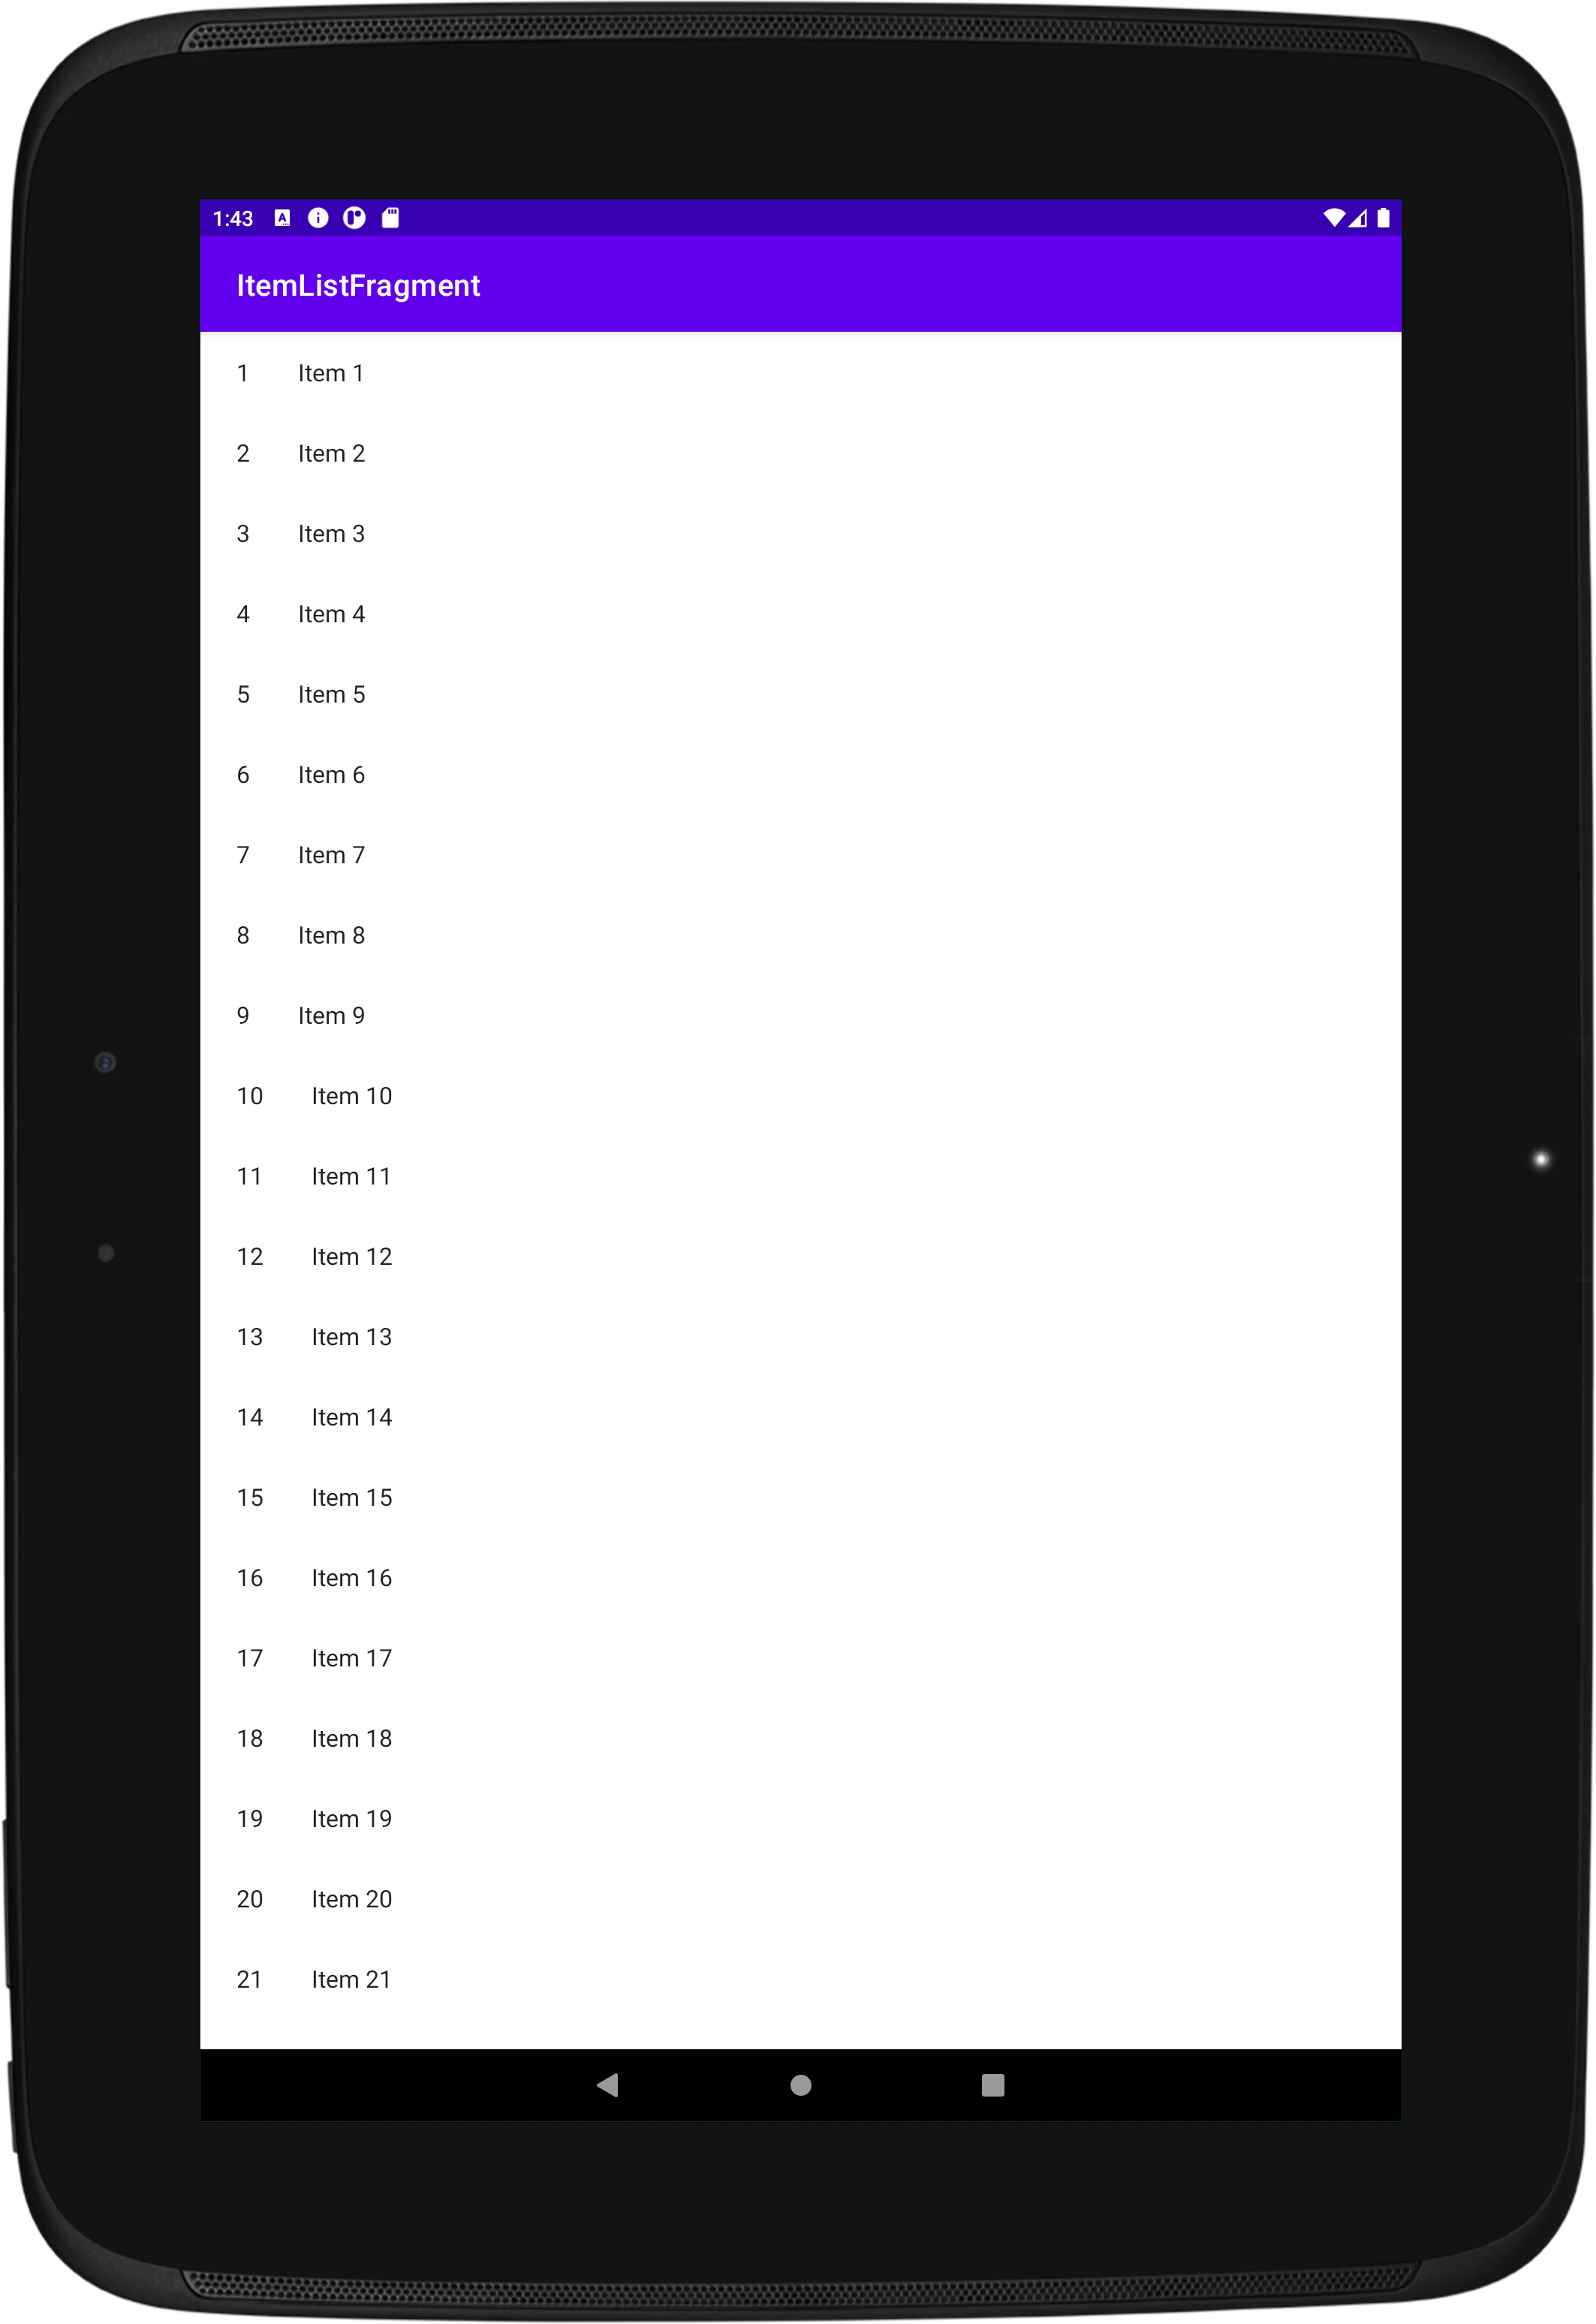 1:43
ItemListFragment
1 Item 1
2 Item 2
3 Item 3
4 Item 4
5 Item 5
6 Item 6
7 Item 7
8 Item 8
9 Item 9
10 Item 10
11 Item 11
12 Item 12
13 Item 13
14 Item 14
15 Item 15
16 Item 16
17 Item 17
18 Item 18
19 Item 19
20 Item 20
21 Item 21